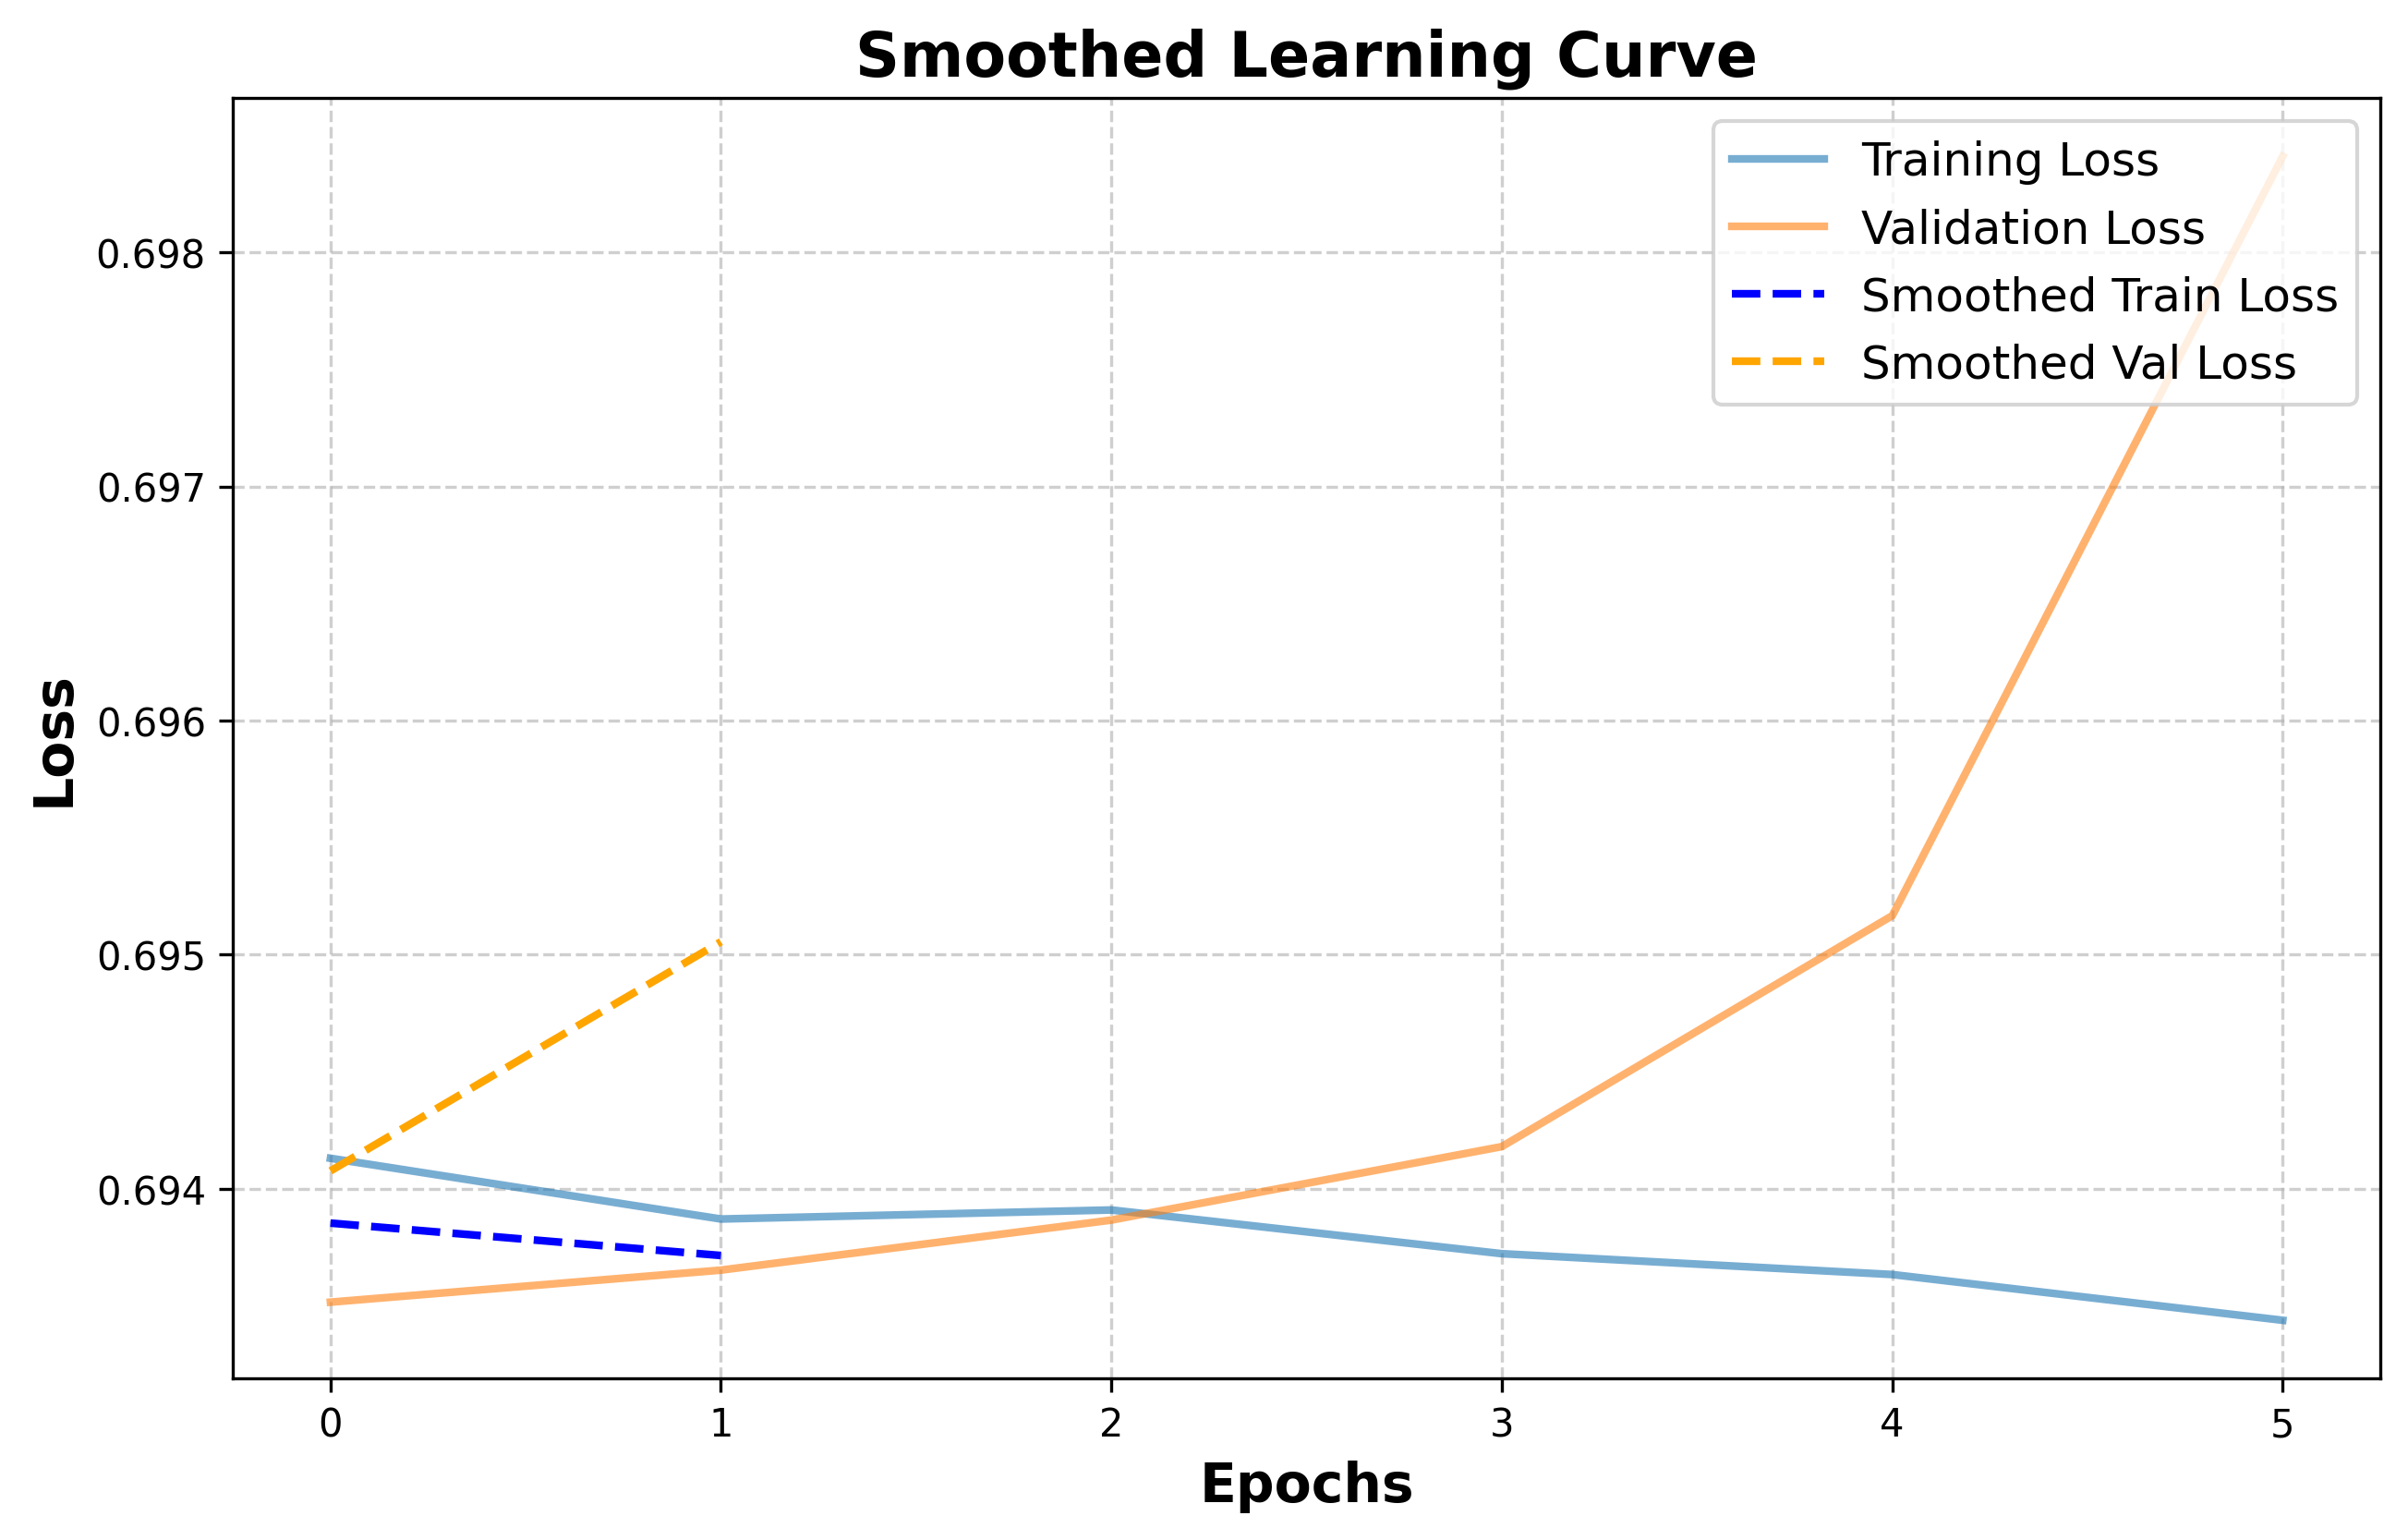 Smoothed Learning Curve
Training Loss
Validation Loss
Smoothed Train Loss
Smoothed Val Loss
0.698
0.697
0.696
0.695
0.694
Loss
0 1 2 3 4 5
Epochs